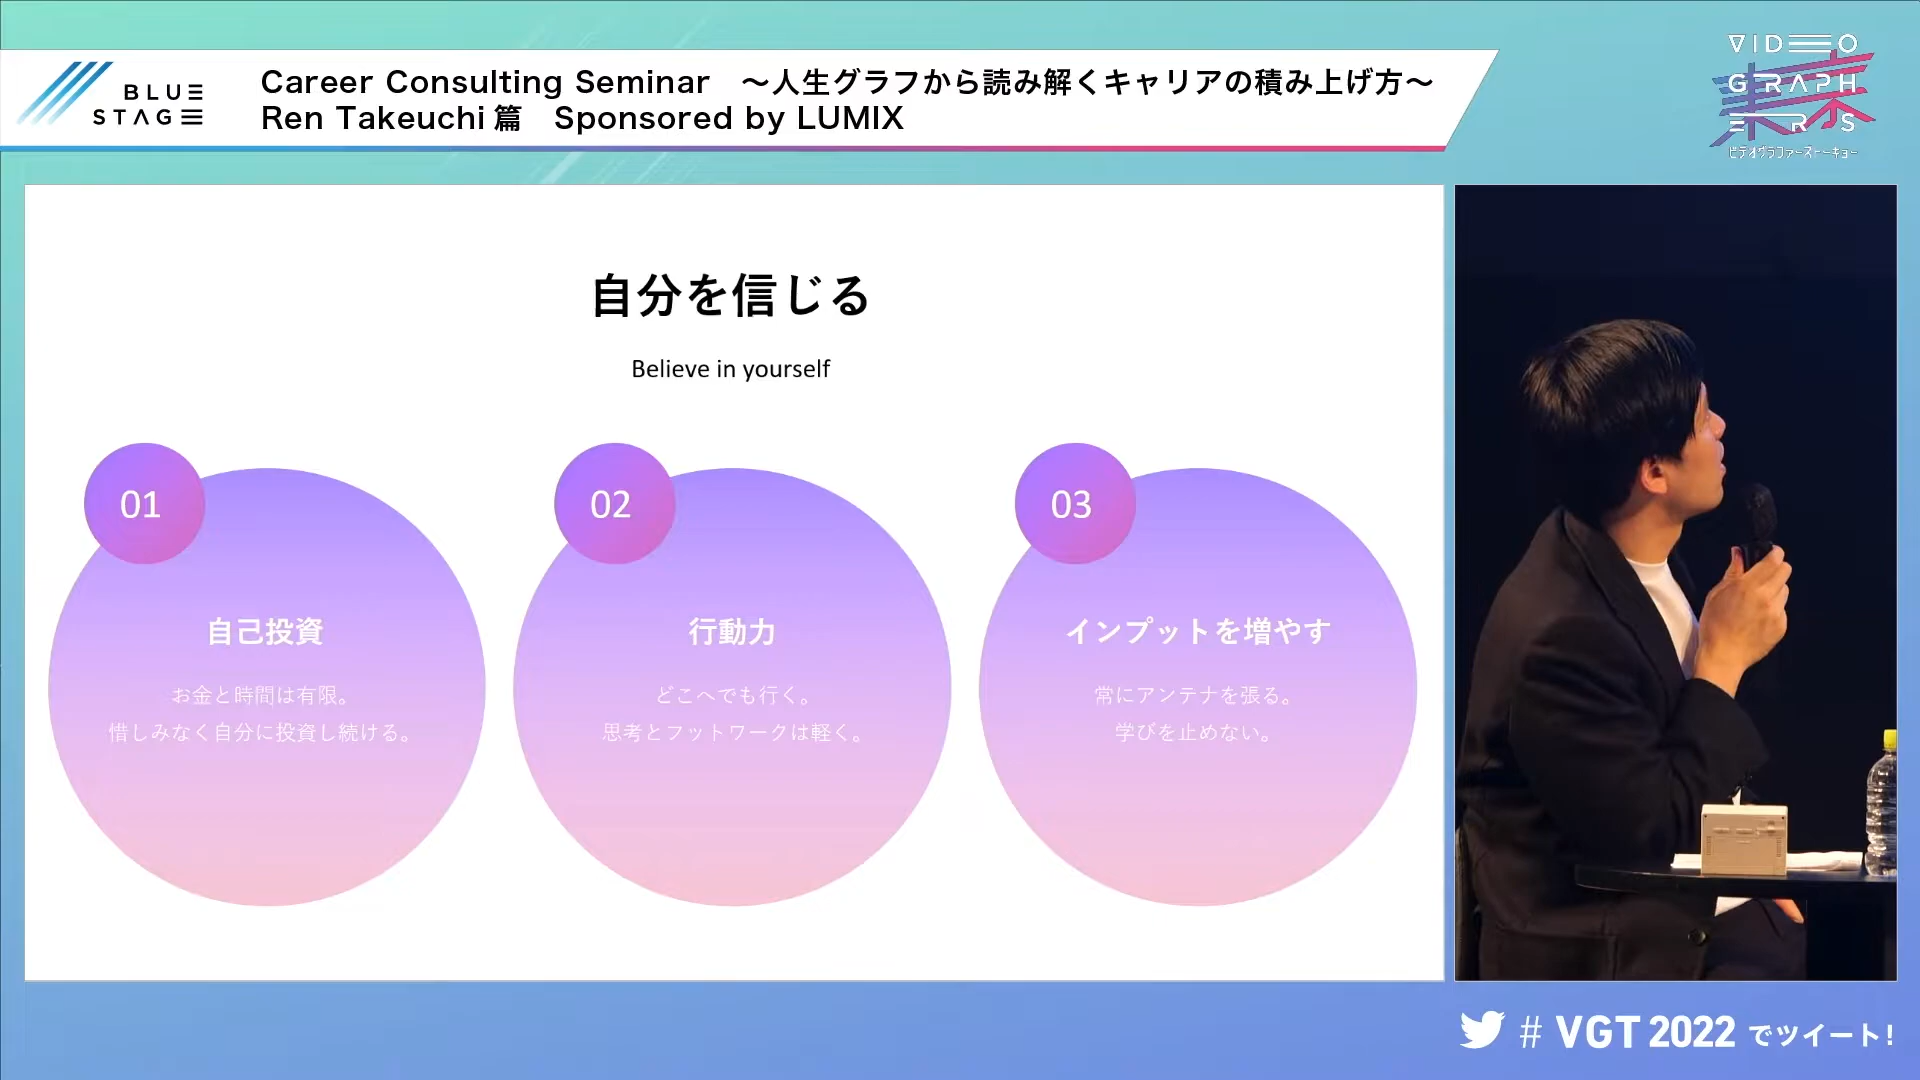 BLUE
STAGE
Career Consulting Seminar　～人生グラフから読み解くキャリアの積み上げ方～
Ren Takeuchi 篇　Sponsored by LUMIX
VIDEO
GRAPH
ERS
東京
ビデオグラファーズトーキョー
自分を信じる
Believe in yourself
01
自己投資
お金と時間は有限。
惜しみなく自分に投資し続ける。
02
行動力
どこへでも行く。
思考とフットワークは軽く。
03
インプットを増やす
常にアンテナを張る。
学びを止めない。
# VGT 2022 でツイート!